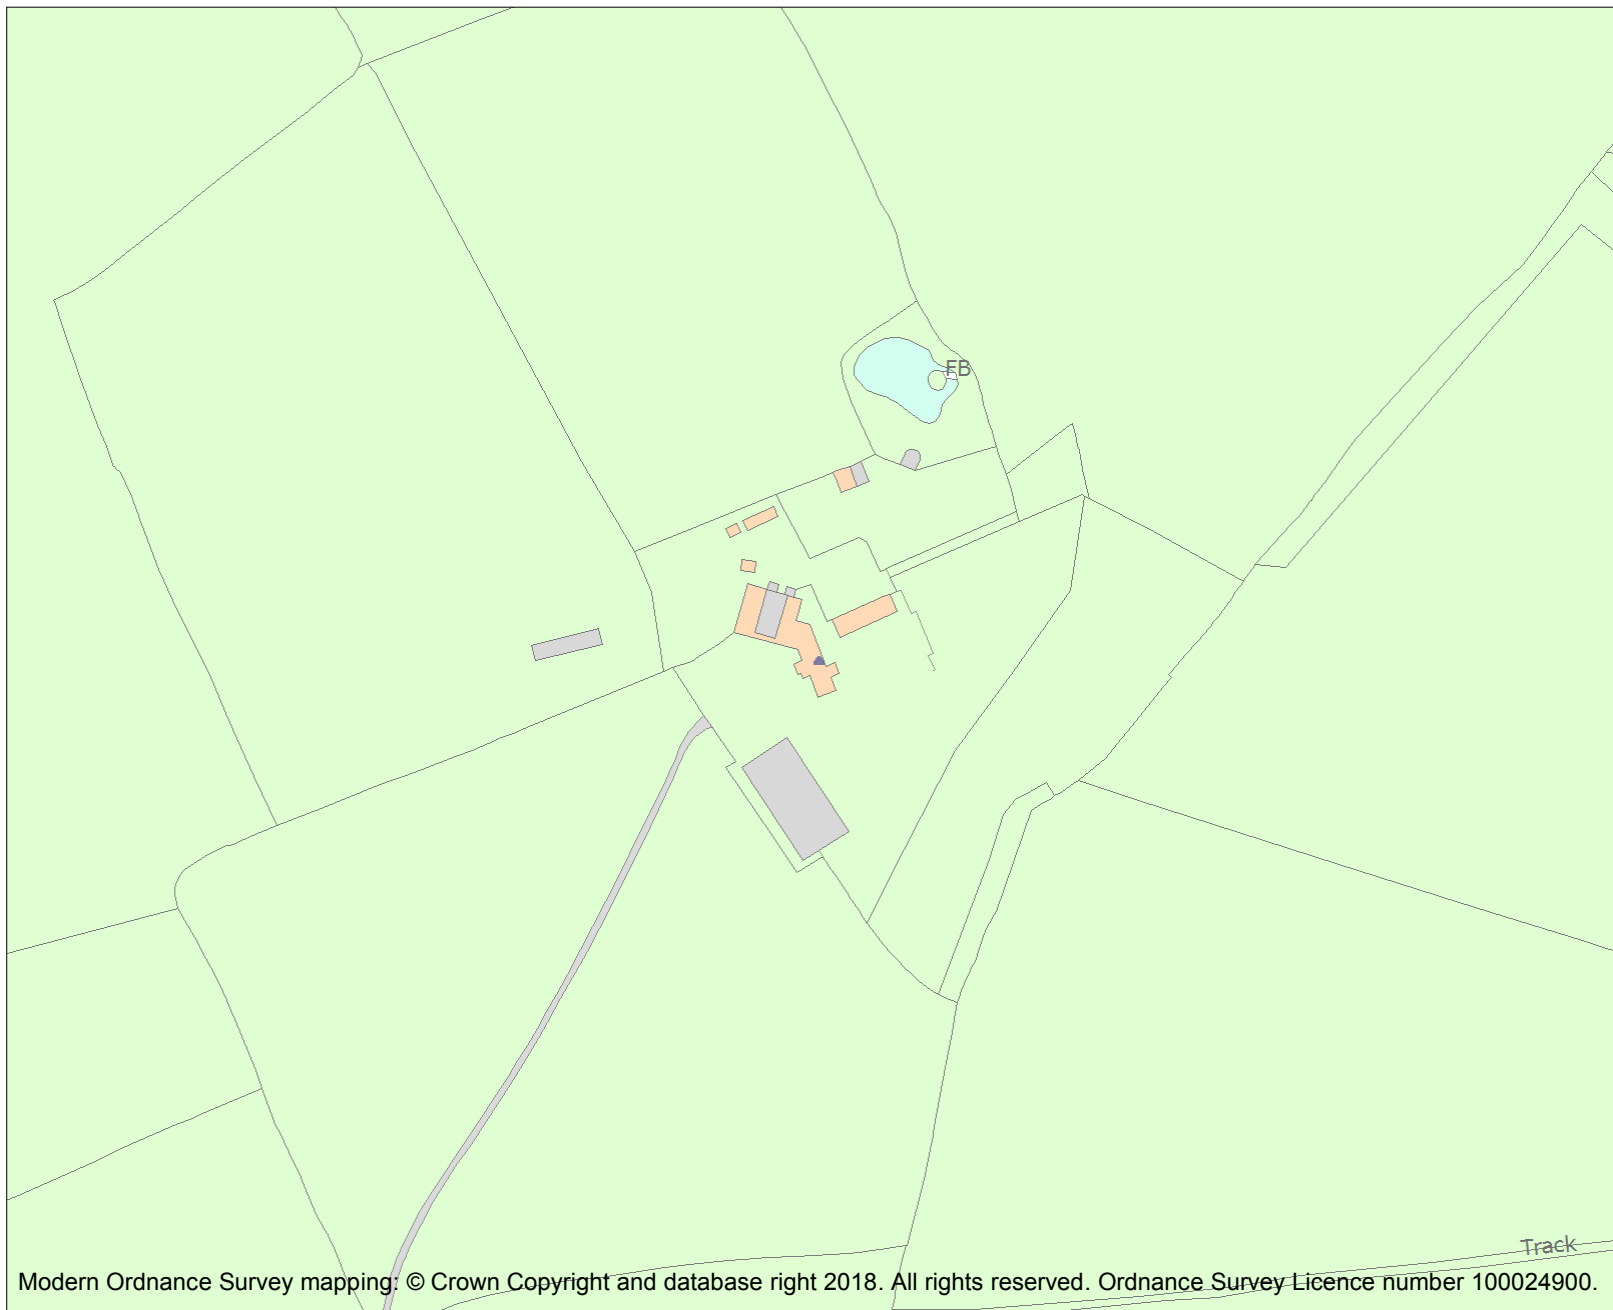 FB
Track
Modern Ordnance Survey mapping: © Crown Copyright and database right 2018. All rights reserved. Ordnance Survey Licence number 100024900.